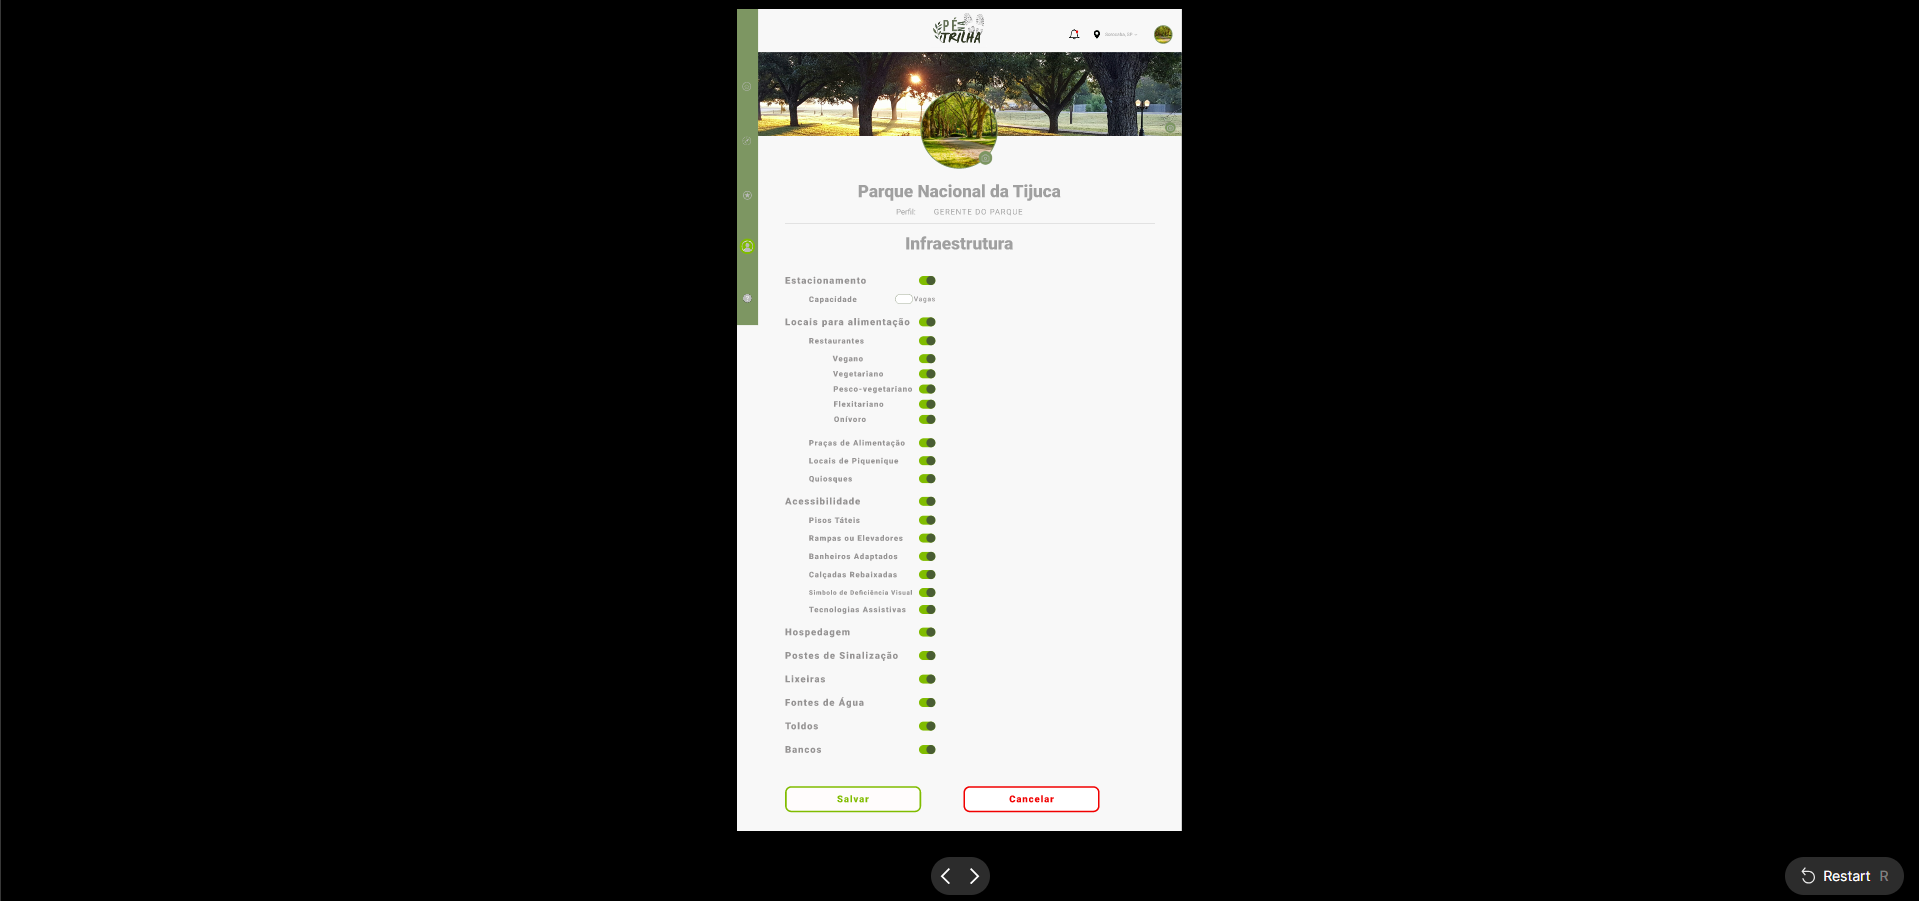 PÉ NA
TRILHA
Sorocaba, SP
Parque Nacional da Tijuca
Perfil: GERENTE DO PARQUE
Infraestrutura
Estacionamento
Capacidade Vagas
Locais para alimentação
Restaurantes
Vegano
Vegetariano
Pesco-vegetariano
Flexitariano
Onívoro
Praças de Alimentação
Locais de Piquenique
Quiosques
Acessibilidade
Pisos Táteis
Rampas ou Elevadores
Banheiros Adaptados
Calçadas Rebaixadas
Símbolo de Deficiência Visual
Tecnologias Assistivas
Hospedagem
Postes de Sinalização
Lixeiras
Fontes de Água
Toldos
Bancos
Salvar Cancelar
Restart R